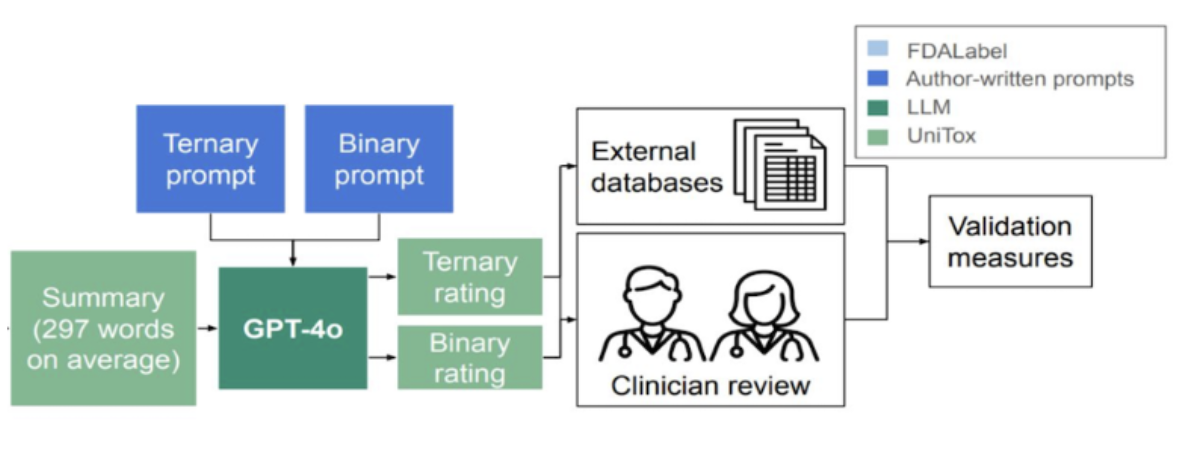 FDALabel
Author-written prompts
LLM
UniTox
Ternary
prompt
Binary
prompt
External
databases
Validation
measures
Summary
(297 words
on average)
GPT-4o
Ternary
rating
Binary
rating
Clinician review